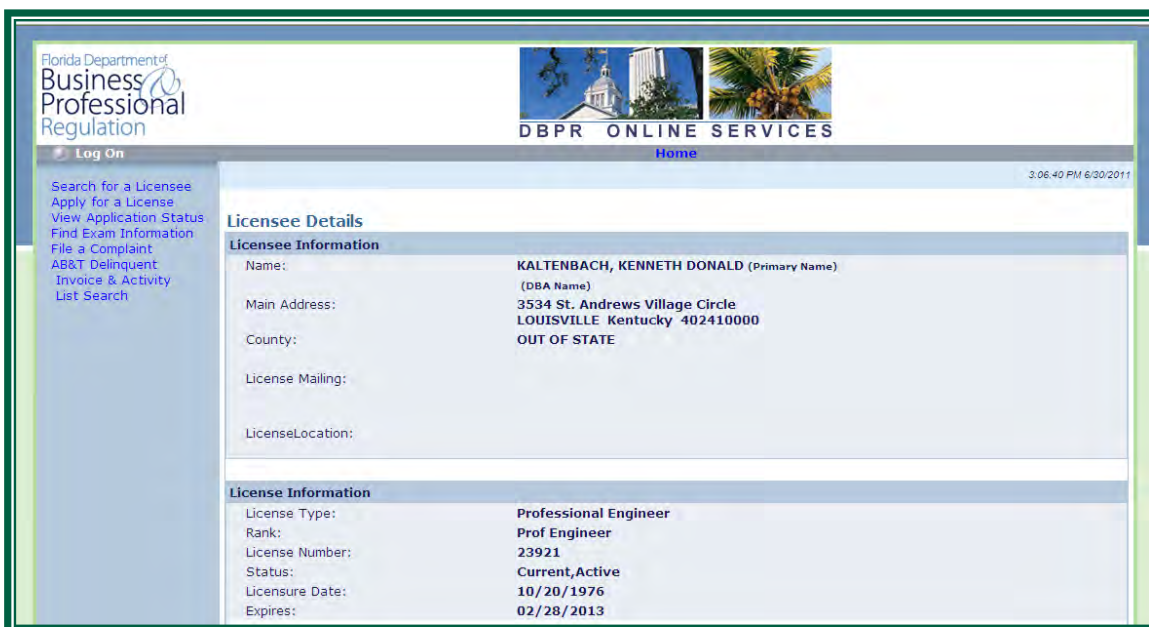 Florida Department of
Business &
Professional
Regulation
DBPR ONLINE SERVICES
Log On
Home
3:06:40 PM 6/30/2011
Search for a Licensee
Apply for a License
View Application Status
Find Exam Information
File a Complaint
AB&T Delinquent
Invoice & Activity
List Search
Licensee Details
Licensee Information
Name: KALTENBACH, KENNETH DONALD (Primary Name)
(DBA Name)
Main Address: 3534 St. Andrews Village Circle
LOUISVILLE Kentucky 402410000
County: OUT OF STATE
License Mailing:
LicenseLocation:
License Information
License Type: Professional Engineer
Rank: Prof Engineer
License Number: 23921
Status: Current,Active
Licensure Date: 10/20/1976
Expires: 02/28/2013